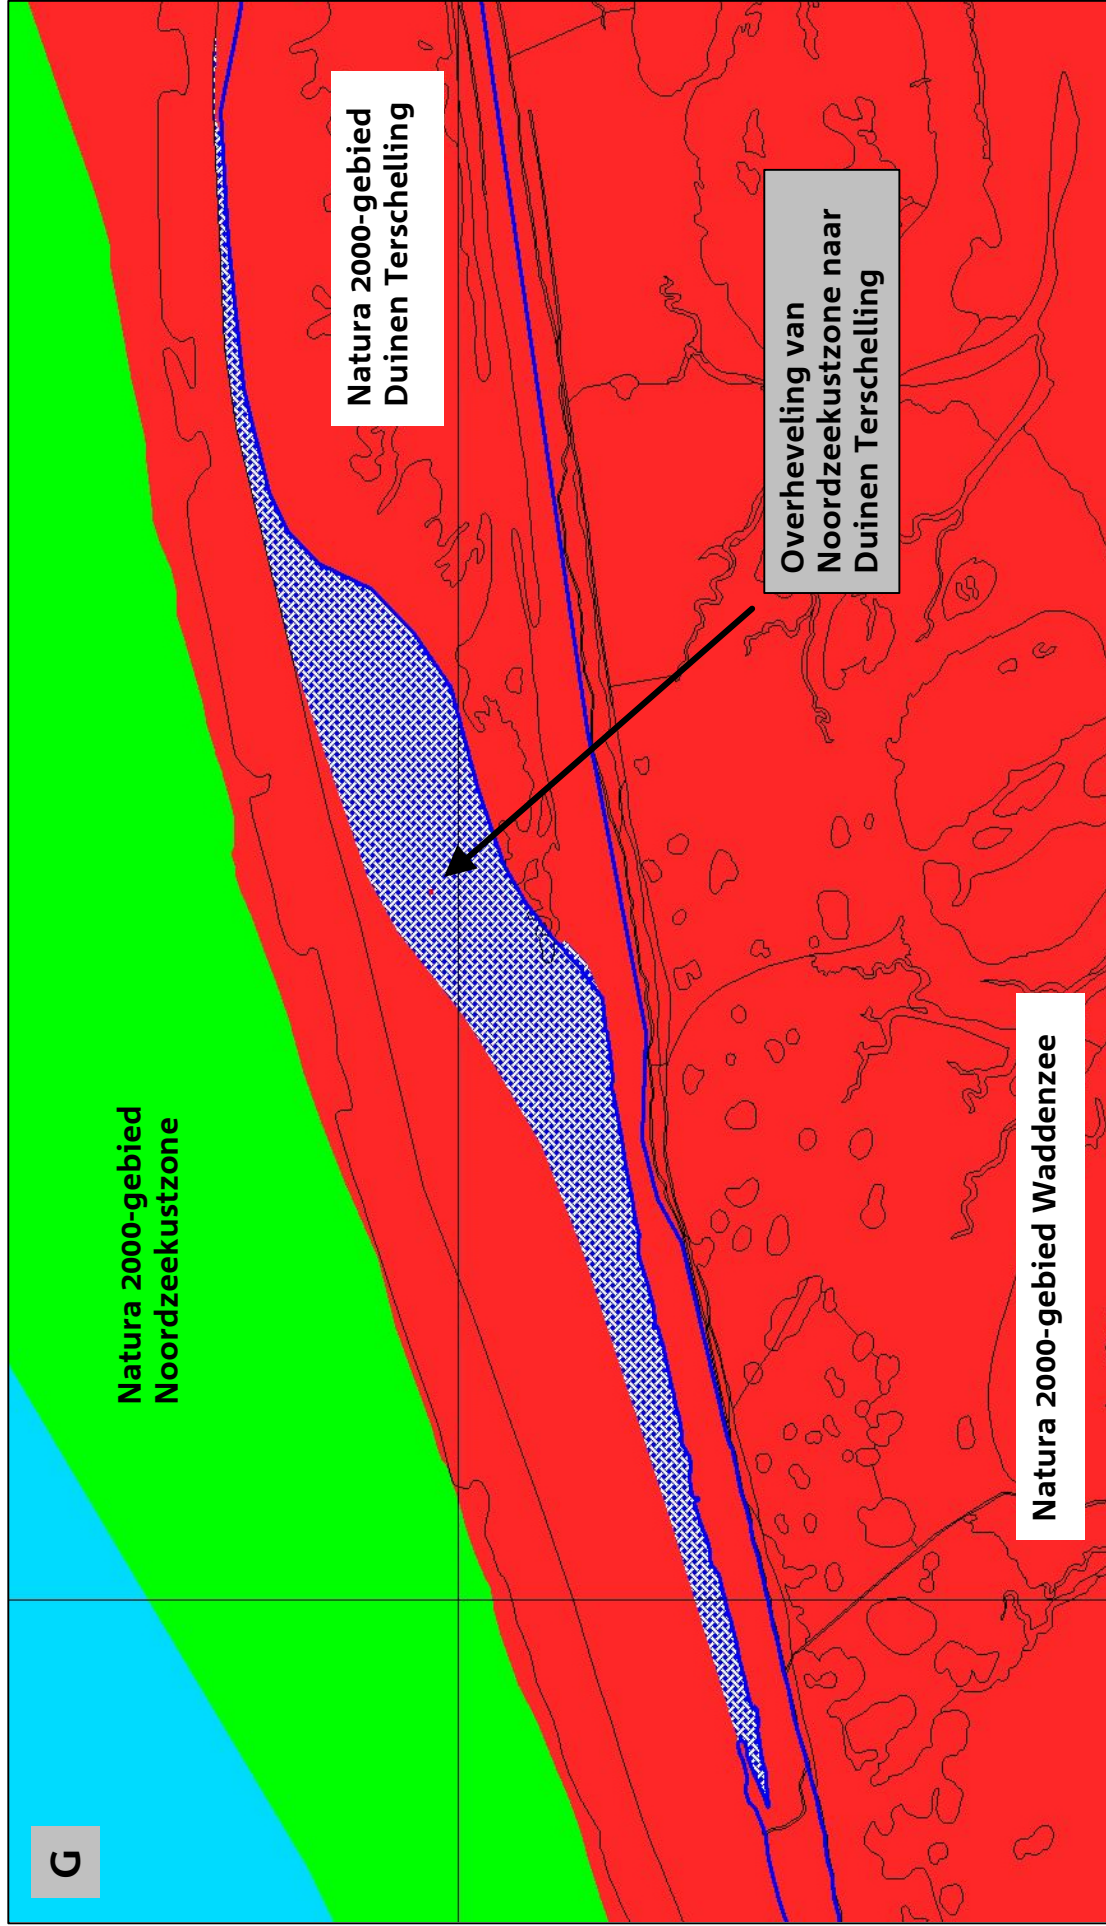 G
Natura 2000-gebied
Noordzeekustzone
Natura 2000-gebied
Duinen Terschelling
Overheveling van
Noordzeekustzone naar
Duinen Terschelling
Natura 2000-gebied Waddenzee